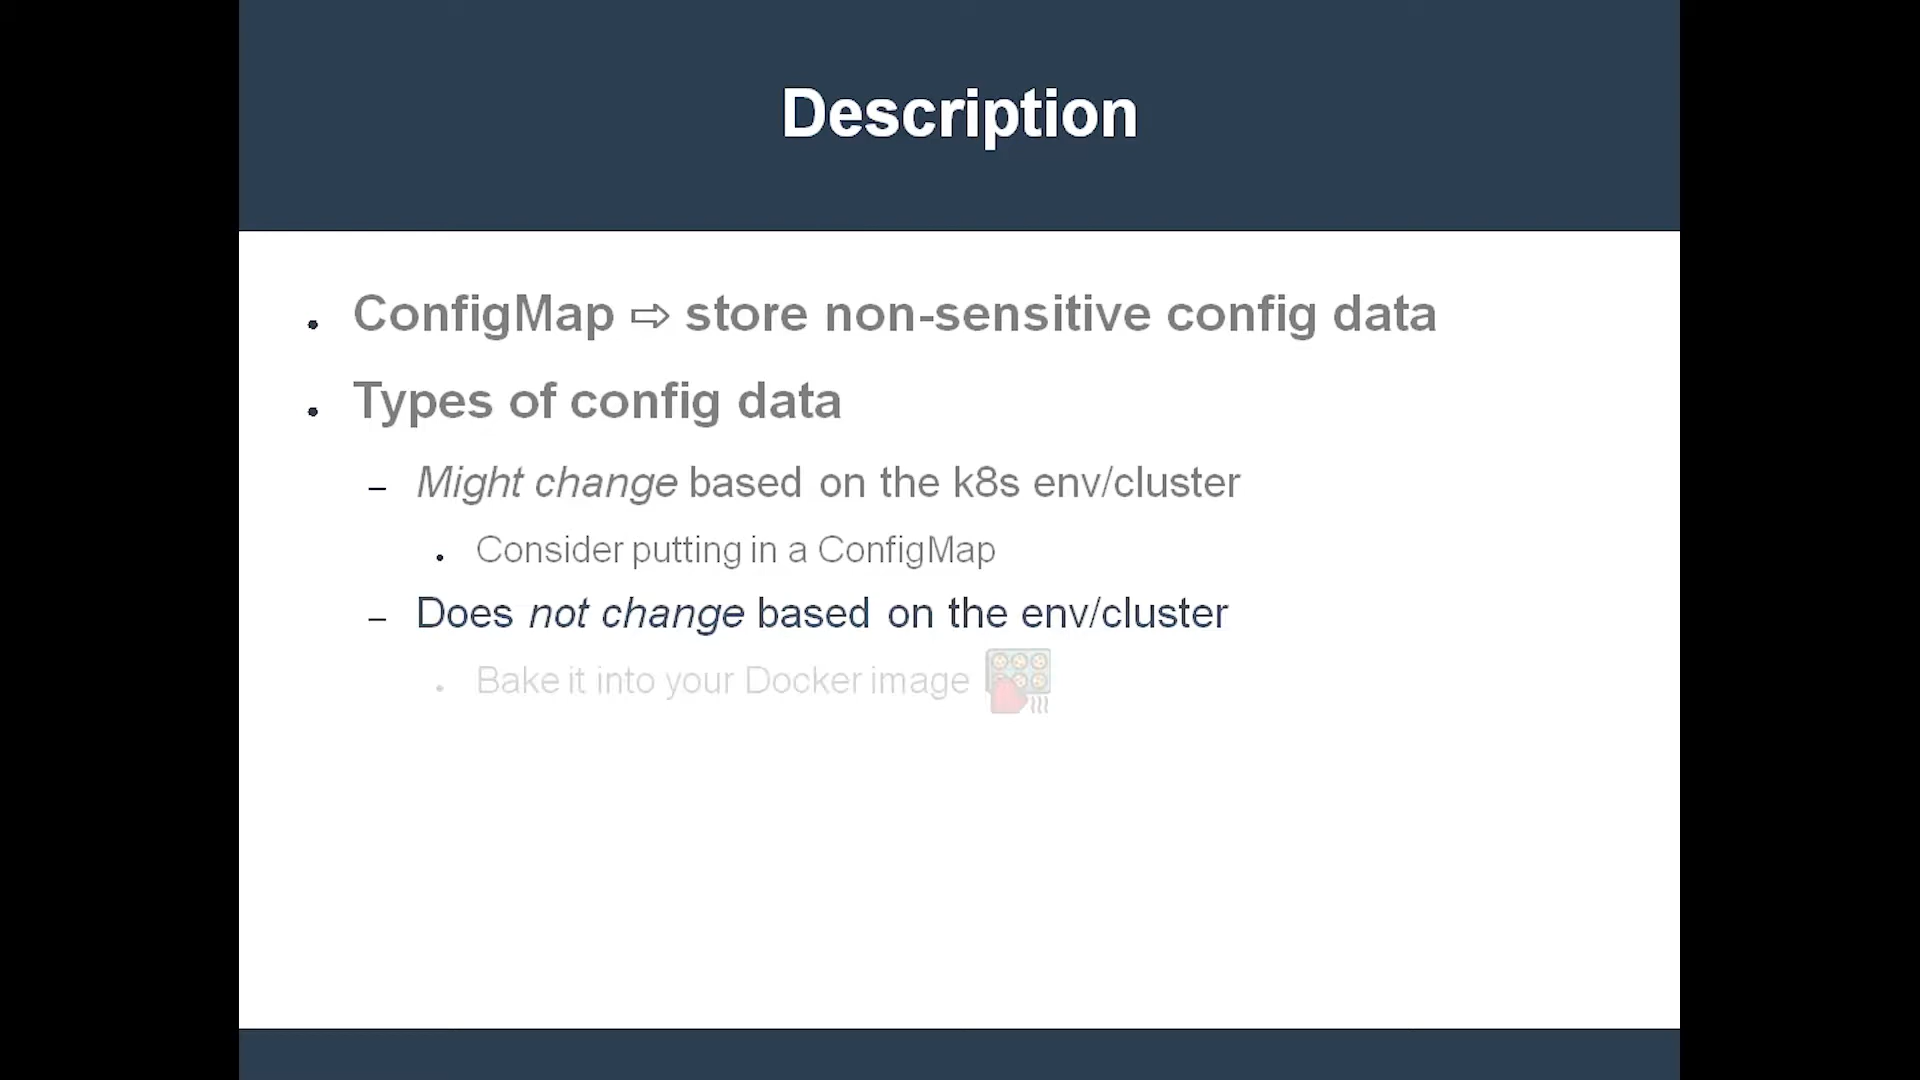 Description
• ConfigMap ⇨ store non-sensitive config data
• Types of config data
– Might change based on the k8s env/cluster
• Consider putting in a ConfigMap
– Does not change based on the env/cluster
• Bake it into your Docker image